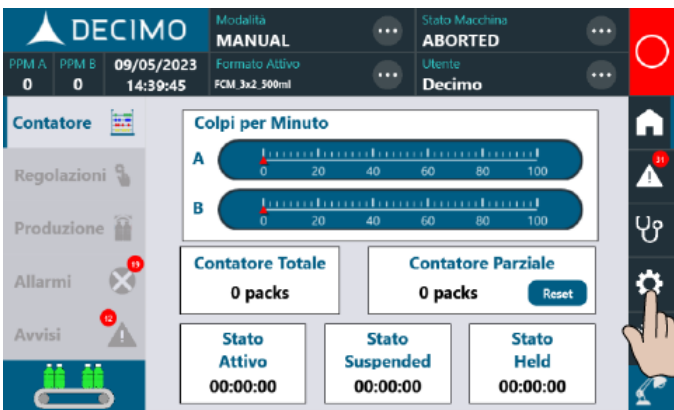 DECIMO
Modalità
MANUAL
Stato Macchina
ABORTED
PPM A
0
PPM B
0
09/05/2023
14:39:45
Formato Attivo
FCM_3x2_500ml
Utente
Decimo
Contatore
Regolazioni
Produzione
Allarmi
19
Avvisi
12
Colpi per Minuto
A
0 20 40 60 80 100
B
0 20 40 60 80 100
Contatore Totale
0 packs
Contatore Parziale
0 packs
Reset
Stato
Attivo
00:00:00
Stato
Suspended
00:00:00
Stato
Held
00:00:00
31